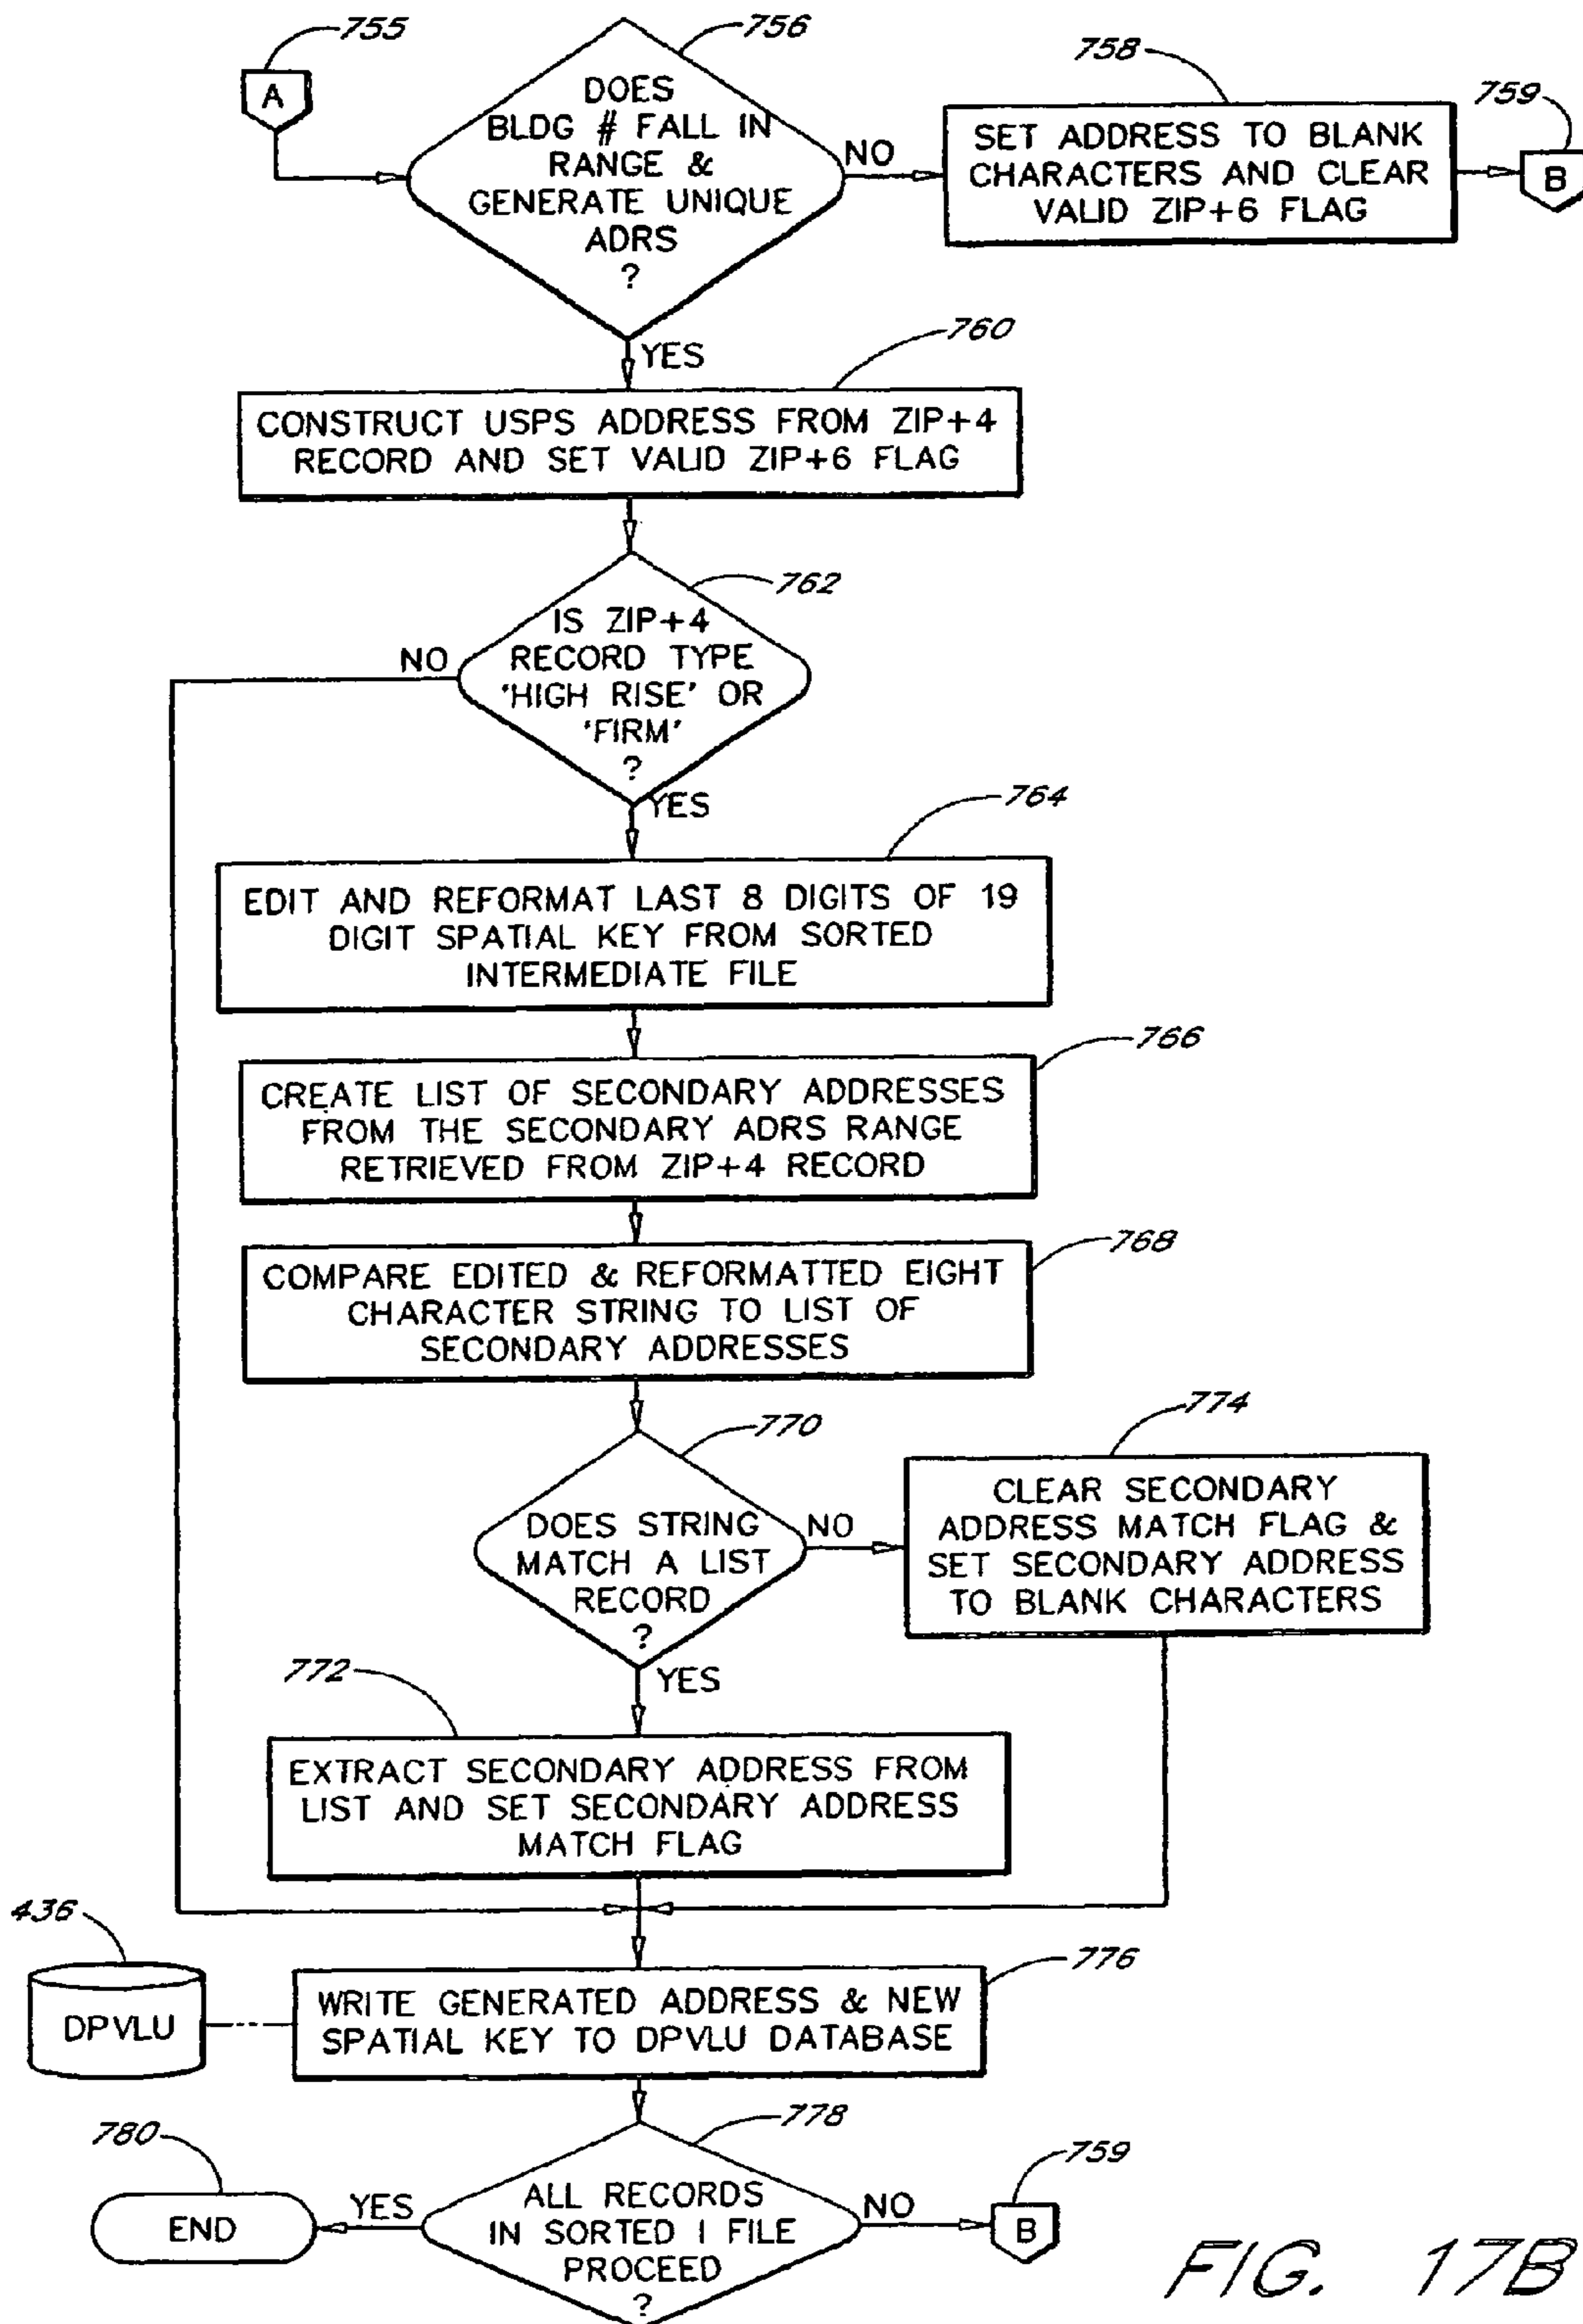 755
A
756
DOES
BLDG # FALL IN
RANGE &
GENERATE UNIQUE
ADRS
?
NO
758
SET ADDRESS TO BLANK
CHARACTERS AND CLEAR
VALID ZIP+6 FLAG
759
B
YES
760
CONSTRUCT USPS ADDRESS FROM ZIP+4
RECORD AND SET VALID ZIP+6 FLAG
762
IS ZIP+4
RECORD TYPE
'HIGH RISE' OR
'FIRM'
?
NO
YES
764
EDIT AND REFORMAT LAST 8 DIGITS OF 19
DIGIT SPATIAL KEY FROM SORTED
INTERMEDIATE FILE
766
CREATE LIST OF SECONDARY ADDRESSES
FROM THE SECONDARY ADRS RANGE
RETRIEVED FROM ZIP+4 RECORD
768
COMPARE EDITED & REFORMATTED EIGHT
CHARACTER STRING TO LIST OF
SECONDARY ADDRESSES
770
DOES STRING
MATCH A LIST
RECORD
?
NO
774
CLEAR SECONDARY
ADDRESS MATCH FLAG &
SET SECONDARY ADDRESS
TO BLANK CHARACTERS
YES
772
EXTRACT SECONDARY ADDRESS FROM
LIST AND SET SECONDARY ADDRESS
MATCH FLAG
436
DPVLU
776
WRITE GENERATED ADDRESS & NEW
SPATIAL KEY TO DPVLU DATABASE
778
ALL RECORDS
IN SORTED I FILE
PROCEED
?
YES
780
END
NO
759
B
FIG. 17B